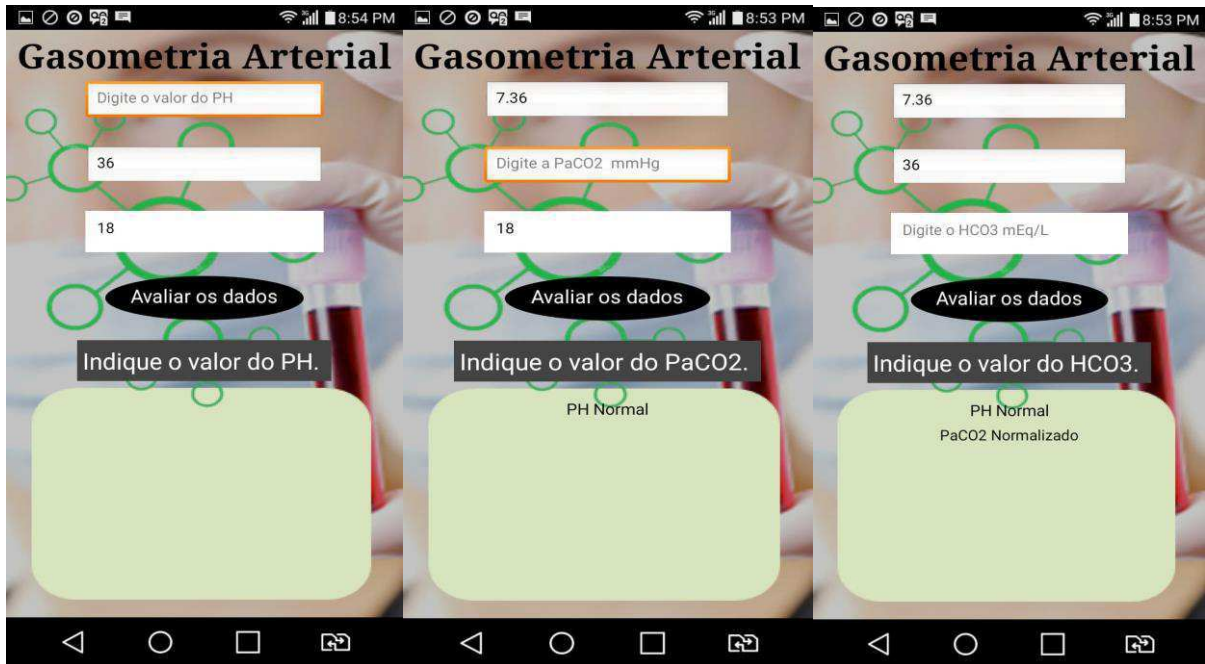 8:54 PM
Gasometria Arterial
Digite o valor do PH
36
18
Avaliar os dados
Indique o valor do PH.
8:53 PM
Gasometria Arterial
7.36
Digite a PaCO2 mmHg
18
Avaliar os dados
Indique o valor do PaCO2.
PH Normal
8:53 PM
Gasometria Arterial
7.36
36
Digite o HCO3 mEq/L
Avaliar os dados
Indique o valor do HCO3.
PH Normal
PaCO2 Normalizado